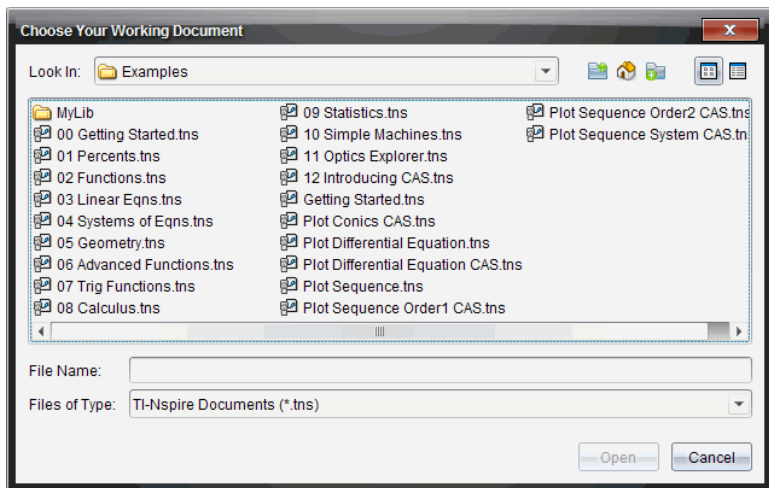 Choose Your Working Document
Look In: Examples
MyLib
00 Getting Started.tns
01 Percents.tns
02 Functions.tns
03 Linear Eqns.tns
04 Systems of Eqns.tns
05 Geometry.tns
06 Advanced Functions.tns
07 Trig Functions.tns
08 Calculus.tns
09 Statistics.tns
10 Simple Machines.tns
11 Optics Explorer.tns
12 Introducing CAS.tns
Getting Started.tns
Plot Conics CAS.tns
Plot Differential Equation.tns
Plot Differential Equation CAS.tns
Plot Sequence.tns
Plot Sequence Order1 CAS.tns
Plot Sequence Order2 CAS.tns
Plot Sequence System CAS.tn
File Name:
Files of Type: TI-Nspire Documents (*.tns)
Open Cancel